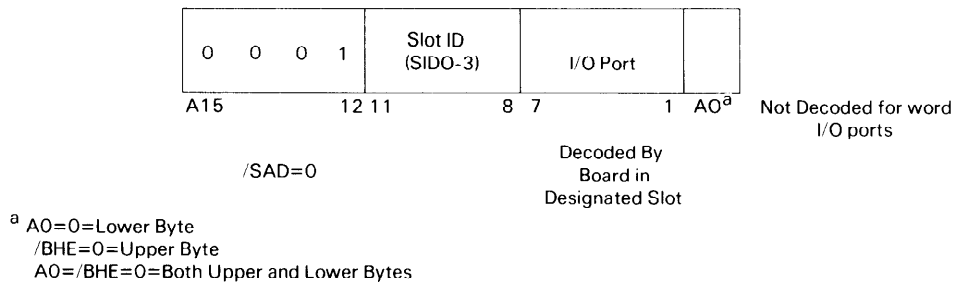 0 0 0 1
Slot ID
(SIDO-3)
I/O Port
A15 12 11 8 7 1 A0a
Not Decoded for word
I/O ports
/SAD=0
Decoded By
Board in
Designated Slot
a A0=0=Lower Byte
/BHE=0=Upper Byte
A0=/BHE=0=Both Upper and Lower Bytes